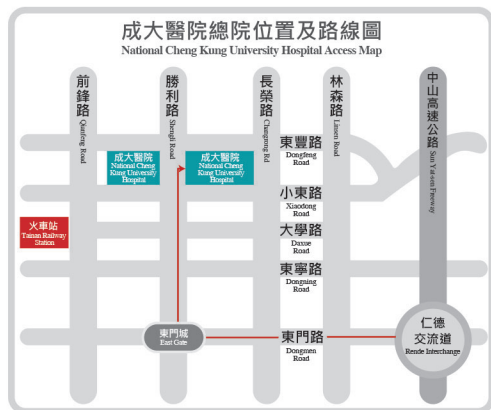 成大醫院總院位置及路線圖
National Cheng Kung University Hospital Access Map
前鋒路
Qianfeng Road
勝利路
Shengli Road
長榮路
Changrong Rd
林森路
Linsen Road
中山高速公路
Sun Yat-sen Freeway
成大醫院
National Cheng
Kung University
Hospital
成大醫院
National Cheng
Kung University
Hospital
東豐路
Dongfeng
Road
小東路
Xiaodong
Road
火車站
Tainan Railway
Station
大學路
Daxue
Road
東寧路
Dongning
Road
東門城
East Gate
東門路
Dongmen
Road
仁德
交流道
Rende Interchange